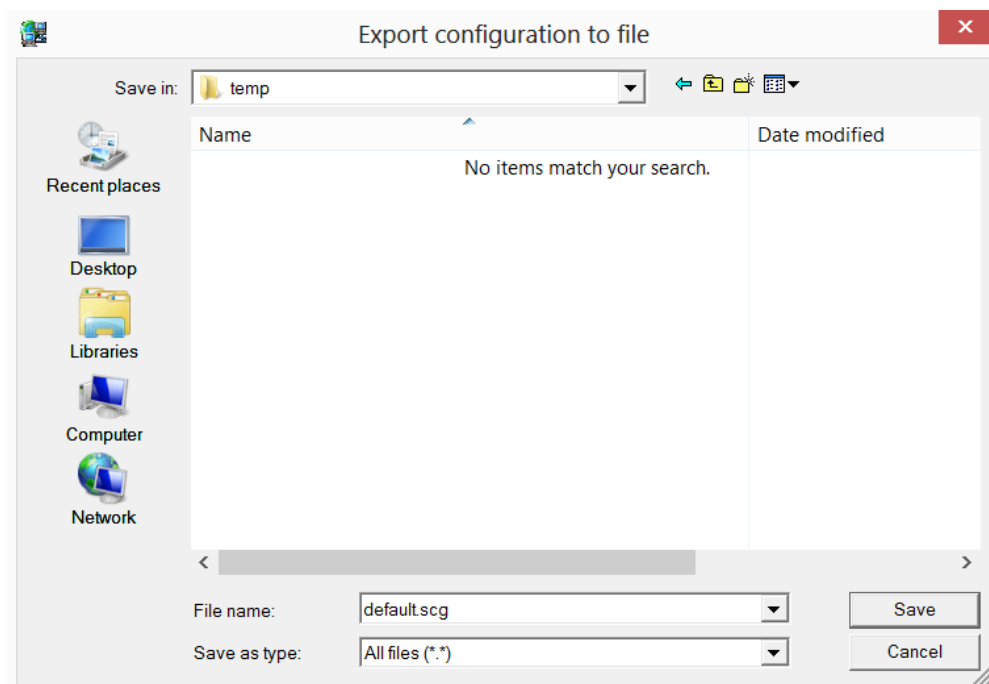 Export configuration to file
Save in: temp
Name Date modified
No items match your search.
Recent places
Desktop
Libraries
Computer
Network
File name: default.scg Save
Save as type: All files (*.*) Cancel